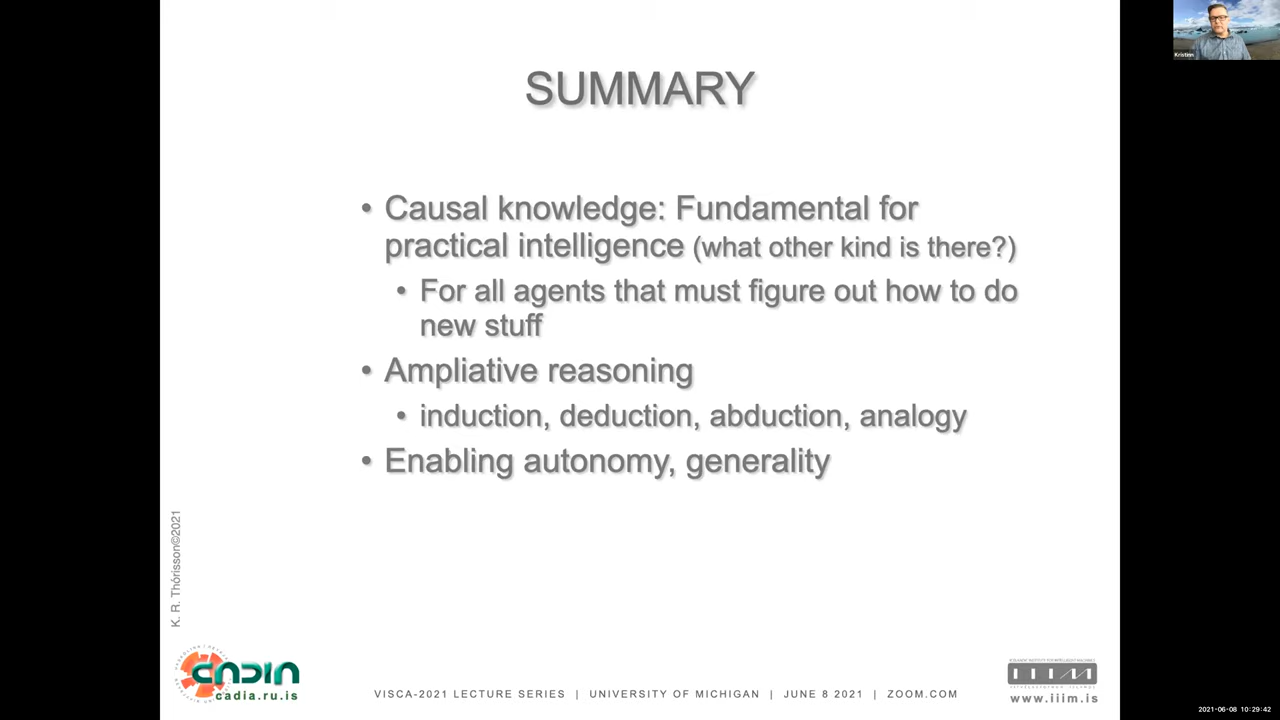 Kristinn
SUMMARY
• Causal knowledge: Fundamental for
practical intelligence (what other kind is there?)
• For all agents that must figure out how to do
new stuff
• Ampliative reasoning
• induction, deduction, abduction, analogy
• Enabling autonomy, generality
K. R. Thórisson©2021
CADIA
cadia.ru.is
VISCA-2021 LECTURE SERIES | UNIVERSITY OF MICHIGAN | JUNE 8 2021 | ZOOM.COM
IIIM
www.iiim.is
2021-06-08 10:29:42